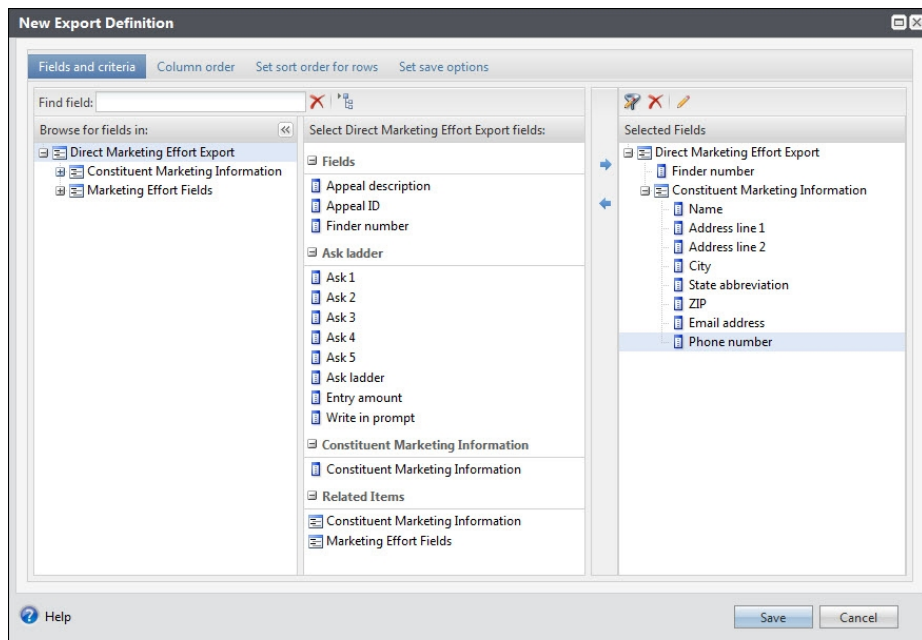 New Export Definition
Fields and criteria
Column order
Set sort order for rows
Set save options
Find field:
Browse for fields in:
Direct Marketing Effort Export
Constituent Marketing Information
Marketing Effort Fields
Select Direct Marketing Effort Export fields:
Fields
Appeal description
Appeal ID
Finder number
Ask ladder
Ask 1
Ask 2
Ask 3
Ask 4
Ask 5
Ask ladder
Entry amount
Write in prompt
Constituent Marketing Information
Constituent Marketing Information
Related Items
Constituent Marketing Information
Marketing Effort Fields
Selected Fields
Direct Marketing Effort Export
Finder number
Constituent Marketing Information
Name
Address line 1
Address line 2
City
State abbreviation
ZIP
Email address
Phone number
Help
Save
Cancel